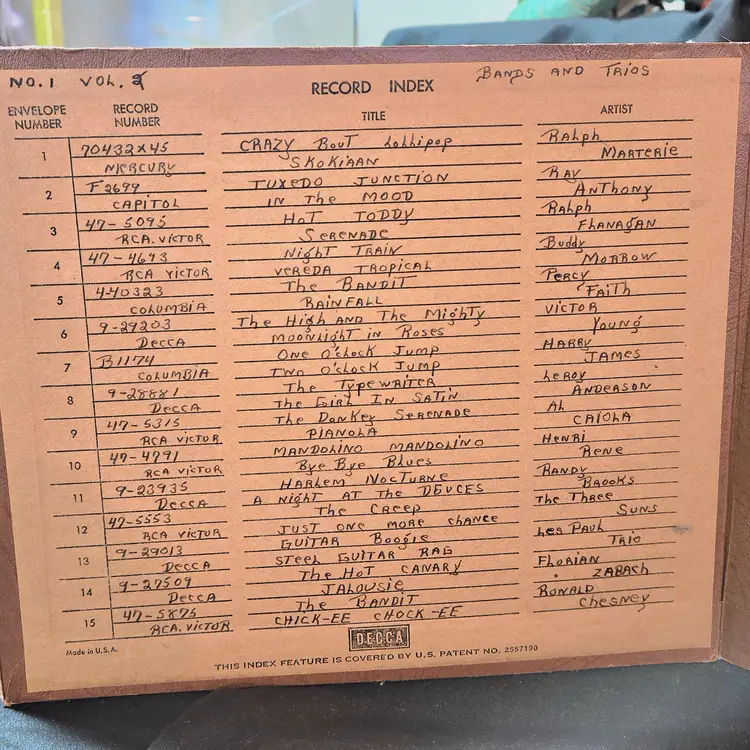 NO.1 VOL. 2 RECORD INDEX BANDS AND TRIOS
ENVELOPE NUMBER RECORD NUMBER TITLE ARTIST
1 70432X45 CRAZY BouT LoLLipop RaLph
MERCURY SKOKIAAN MARTERIE
2 F2699 TUXEDO JUNCTION RAY
CAPITOL IN The MOOD AnThony
3 47-5095 HoT TODDY RaLph
RCA. VICTOR SERENADE FLANAGAN
4 47-4693 NighT TRAIN Buddy
RCA VICTOR VEREDA TROPICAL MORROW
5 4-40323 The BANDIT PERCY
COLUMBIA RAINFALL FAITH
6 9-29203 The High AND The Mighty VICTOR
DECCA MOONLIGHT in ROSES Young
7 B1174 ONE O'cLock JUMP HARRY
COLUMBIA TWO O'cLOCK JUMP JAMES
8 9-28881 The TypewRiTER LeRoy
DECCA The GIRL IN SATIN ANDERSON
9 47-5315 The DonKey SERENADE AL
RCA VICTOR PIANOLA CAIOLA
10 47-4791 MANDOLINO MANDOLINO HENRI
RCA VICTOR Bye Bye BLUES RENE
11 9-23935 HARLEM NOCTURNE RANDY
DECCA A NighT AT The DEUCES BROOKS
12 47-5553 The CREEP The Three
RCA VICTOR JUST ONE MORE chance SUNS
13 9-29013 GUITAR Boogie Les PAUL
DECCA STEEL GUITAR RAG TRIO
14 9-27509 The HoT CANARY FLORIAN
DECCA JALOUSIE ZABACH
15 47-5875 The BANDIT RONALD
RCA. VICTOR CHICK-EE CHOCK-EE Chesney
Made in U.S.A. DECCA
THIS INDEX FEATURE IS COVERED BY U.S. PATENT NO. 2557190